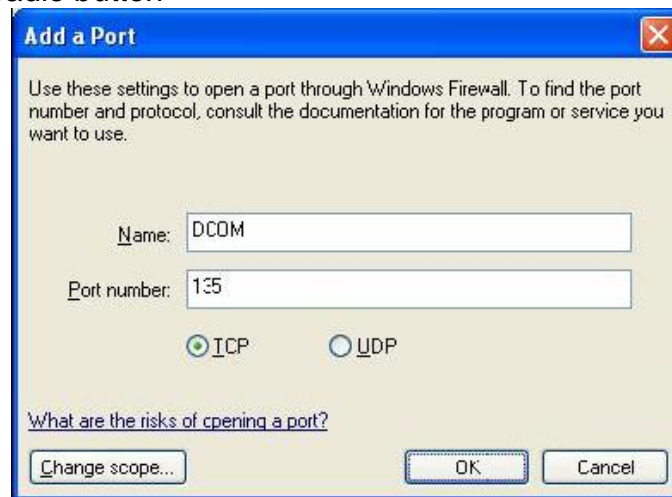 radio button
Add a Port
Use these settings to open a port through Windows Firewall. To find the port
number and protocol, consult the documentation for the program or service you
want to use.
Name: DCOM
Port number: 135
TCP UDP
What are the risks of opening a port?
Change scope... OK Cancel